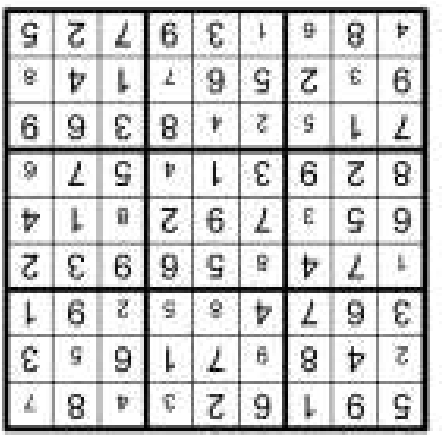 5 9 1 6 2 3 4 8 7
2 4 8 9 7 1 6 5 3
3 6 7 4 8 5 2 9 1
1 7 4 8 5 6 9 3 2
6 5 3 7 9 2 8 1 4
8 2 9 3 1 4 5 7 6
7 1 5 2 4 8 3 6 9
9 3 2 5 6 7 1 4 8
4 8 6 1 3 9 7 2 5